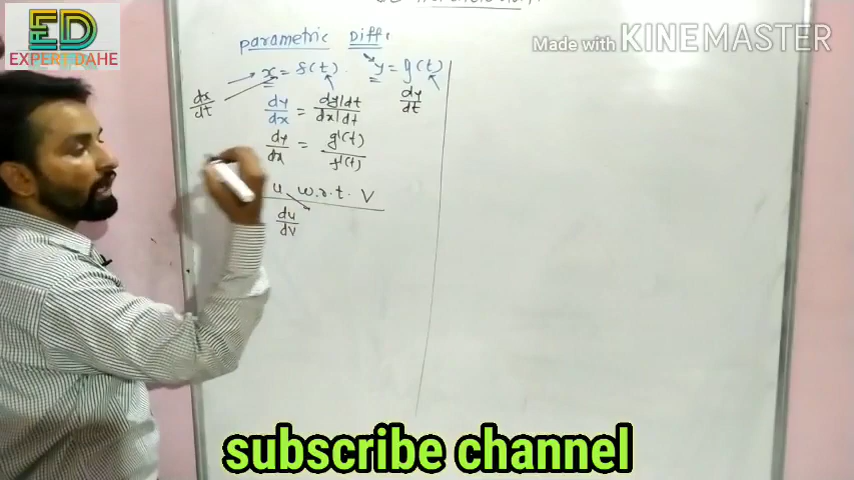 ED
EXPERT DAHE
Made with KINEMASTER
parametric Diffe
x = f(t) . y = g(t)
dx/dt
dy/dx = dy/dt / dx/dt
dy/dt
dy/dx = g'(t) / f'(t)
u w.r.t. V
du/dv
subscribe channel